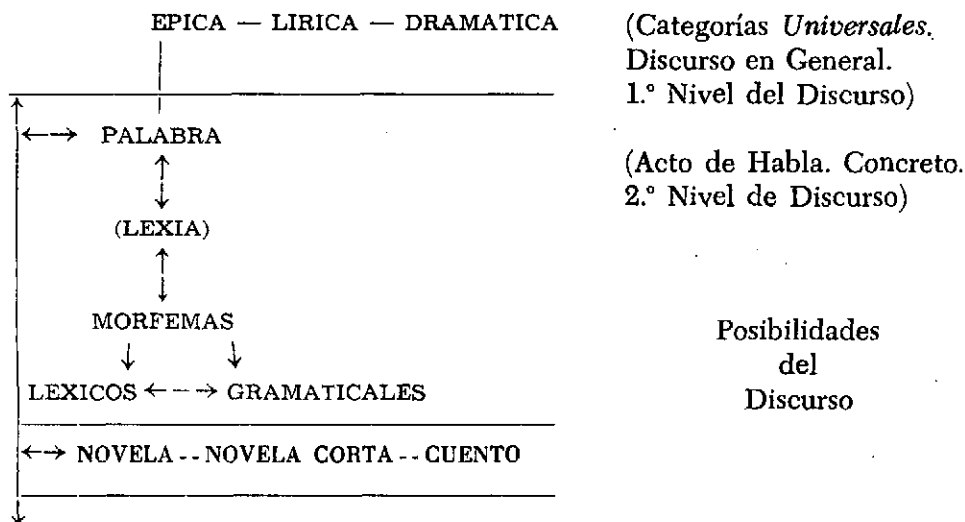 EPICA — LIRICA — DRAMATICA
(Categorías Universales.
Discurso en General.
1.º Nivel del Discurso)
PALABRA
(Acto de Habla. Concreto.
2.º Nivel de Discurso)
(LEXIA)
MORFEMAS
LEXICOS GRAMATICALES
Posibilidades
del
Discurso
NOVELA -- NOVELA CORTA -- CUENTO